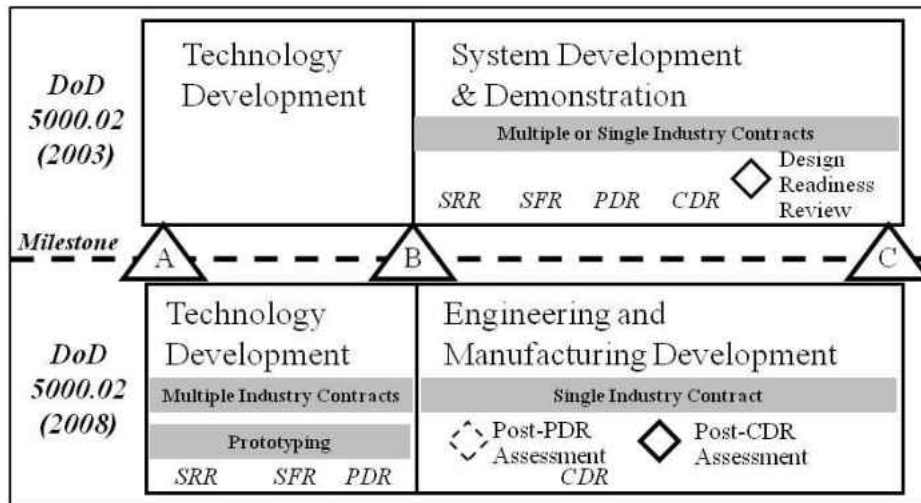 DoD
5000.02
(2003)
Technology
Development
System Development
& Demonstration
Multiple or Single Industry Contracts
SRR SFR PDR CDR
Design
Readiness
Review
Milestone
A B C
DoD
5000.02
(2008)
Technology
Development
Multiple Industry Contracts
Prototyping
SRR SFR PDR
Engineering and
Manufacturing Development
Single Industry Contract
Post-PDR
Assessment
Post-CDR
Assessment
CDR